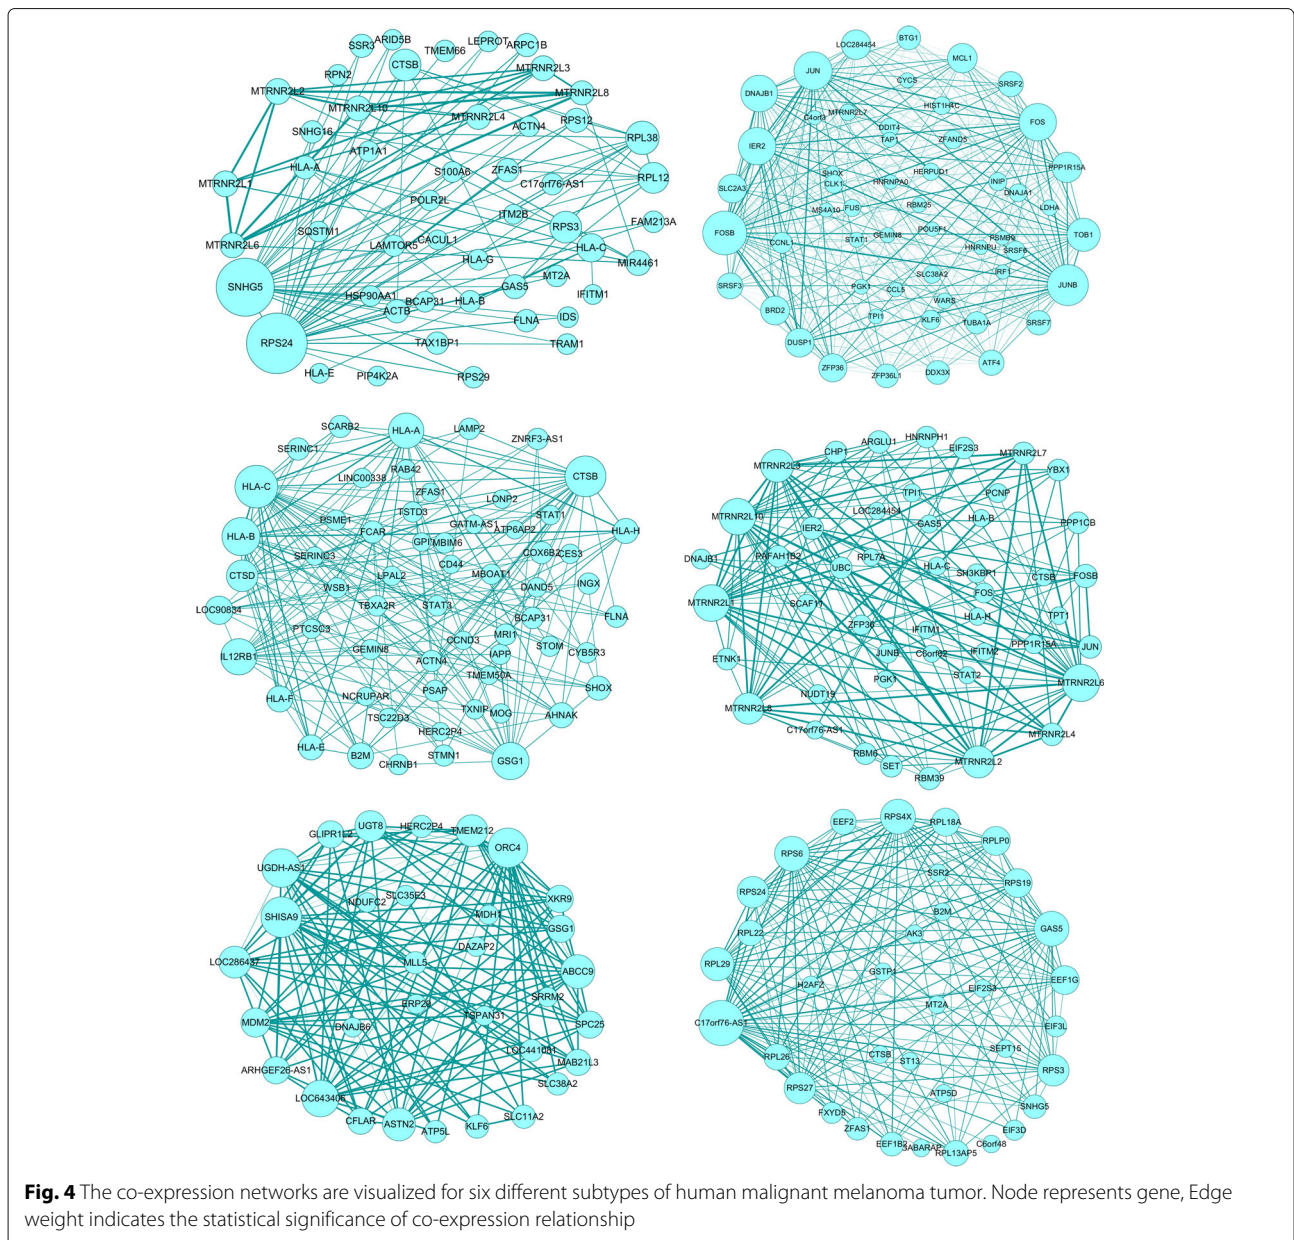 ARID5B
LEPROT
SSR3
TMEM66
ARPC1B
CTSB
MTRNR2L3
RPN2
MTRNR2L2
MTRNR2L8
MTRNR2L10
MTRNR2L4
RPS12
SNHG16
ACTN4
RPL38
ATP1A1
HLA-A
S100A6
ZFAS1
RPL12
MTRNR2L1
C17orf76-AS1
POLR2L
ITM2B
FAM213A
SQSTM1
RPS3
MTRNR2L6
LAMTOR5
CACUL1
HLA-C
HLA-G
MIR4461
SNHG5
MT2A
GAS5
HSP90AA1
BCAP31
HLA-B
IFITM1
ACTB
FLNA
IDS
RPS24
TAX1BP1
TRAM1
HLA-E
PIP4K2A
RPS29
BTG1
LOC284454
MCL1
JUN
CYCS
SRSF2
DNAJB1
HIST1H4C
C4orf3
MTRNR2L7
FOS
DDIT4
TAP1
ZFAND5
IER2
PPP1R15A
SHOX
HERPUD1
CLK1
HNRNPA0
INIP
SLC2A3
DNAJA1
MS4A10
FUS
RBM25
LDHA
FOSB
POU5F1
TOB1
CCNL1
STAT1
GEMIN8
PSMB9
HNRNPU
SRSF6
SLC38A2
IRF1
SRSF3
PGK1
CCL5
JUNB
WARS
BRD2
TPI1
KLF6
TUBA1A
SRSF7
DUSP1
ZFP36
ATF4
ZFP36L1
DDX3X
SCARB2
HLA-A
LAMP2
ZNRF3-AS1
SERINC1
RAB42
HLA-C
LINC00338
ZFAS1
CTSB
LONP2
TSTD3
PSME1
STAT1
GATM-AS1
FCAR
ATP6AP2
HLA-H
HLA-B
GPI
TMBIM6
COX6B2
CES3
SERINC3
CD44
CTSD
LPAL2
MBOAT1
WSB1
DAND5
INGX
LOC90834
TBXA2R
STAT3
BCAP31
FLNA
PTCSC3
CCND3
MRI1
STOM
IL12RB1
GEMIN8
ACTN4
IAPP
CYB5R3
TMEM50A
SHOX
HLA-F
NCRUPAR
PSAP
TXNIP
MOG
AHNAK
TSC22D3
HERC2P4
HLA-E
B2M
CHRNB1
STMN1
GSG1
HNRNPH1
ARGLU1
CHP1
EIF2S3
MTRNR2L7
MTRNR2L3
YBX1
TPI1
PCNP
LOC284454
MTRNR2L10
IER2
GAS5
HLA-B
PPP1CB
DNAJB1
PAFAH1B2
RPL7A
UBC
HLA-C
SH3KBP1
CTSB
FOSB
FOS
MTRNR2L1
SCAF11
HLA-H
TPT1
ZFP36
IFITM1
PPP1R15A
ETNK1
JUNB
C6orf62
IFITM2
JUN
PGK1
STAT2
MTRNR2L6
NUDT19
MTRNR2L8
C17orf76-AS1
MTRNR2L4
RBM6
SET
MTRNR2L2
RBM39
GLIPR1L2
UGT8
HERC2P4
TMEM212
ORC4
UGDH-AS1
SLC35E3
NDUFC2
XKR9
SHISA9
MDH1
GSG1
DAZAP2
LOC286437
MLL5
ABCC9
ERP29
SRRM2
TSPAN31
MDM2
DNAJB6
SPC25
LOC441081
MAB21L3
ARHGEF26-AS1
SLC38A2
LOC643406
CFLAR
ASTN2
ATP5L
KLF6
SLC11A2
EEF2
RPS4X
RPL18A
RPLP0
RPS6
SSR2
RPS19
RPS24
B2M
RPL22
AK3
GAS5
RPL29
GSTP1
H2AFZ
EIF2S3
EEF1G
MT2A
C17orf76-AS1
EIF3L
SEPT15
RPL26
CTSB
ST13
RPS3
RPS27
ATP5D
SNHG5
FXYD5
ZFAS1
EIF3D
EEF1B2
GABARAP
RPL13AP5
C6orf48
Fig. 4 The co-expression networks are visualized for six different subtypes of human malignant melanoma tumor. Node represents gene, Edge
weight indicates the statistical significance of co-expression relationship